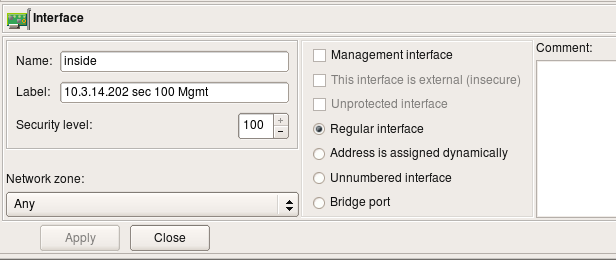 Interface
Name: inside
Label: 10.3.14.202 sec 100 Mgmt
Security level: 100
Network zone:
Any
Management interface
This interface is external (insecure)
Unprotected interface
Regular interface
Address is assigned dynamically
Unnumbered interface
Bridge port
Comment:
Apply Close